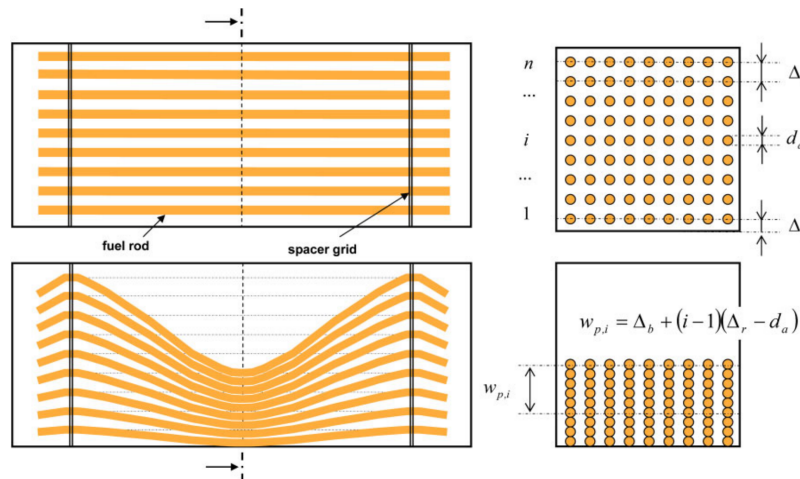 n
Δ
...
i
d
...
1
Δ
fuel rod
spacer grid
w_{p,i} = Δ_b + (i−1)(Δ_r − d_a)
w_{p,i}